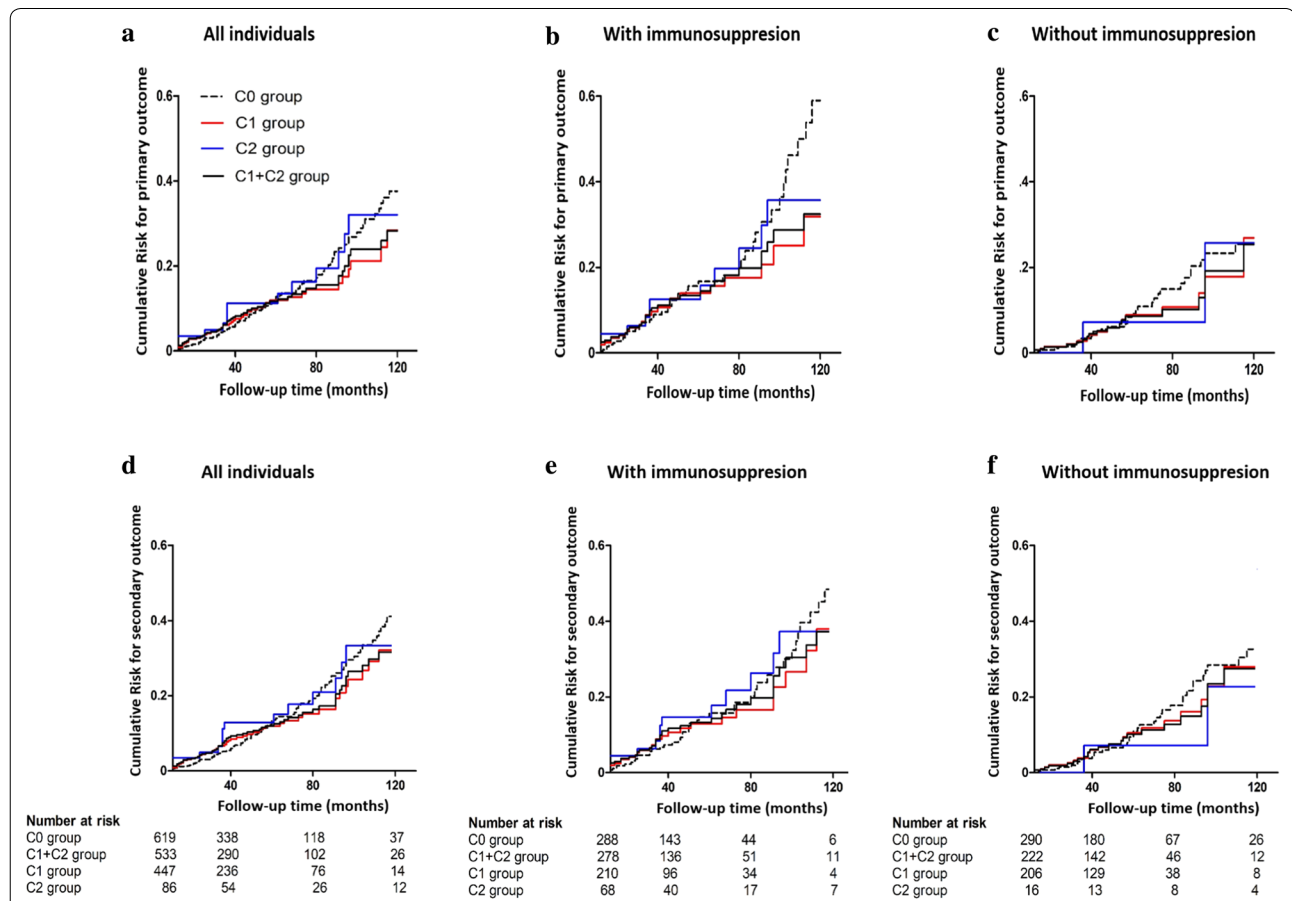 a All individuals
Cumulative Risk for primary outcome
0.6
0.4
0.2
0
C0 group
C1 group
C2 group
C1+C2 group
40 80 120
Follow-up time (months)
b With immunosuppresion
Cumulative Risk for primary outcome
0.6
0.4
0.2
0
40 80 120
Follow-up time (months)
c Without immunosuppresion
Cumulative Risk for primary outcome
.6
.4
.2
0
40 80 120
Follow-up time (months)
d All individuals
Cumulative Risk for secondary outcome
0.6
0.4
0.2
0
40 80 120
Follow-up time (months)
e With immunosuppresion
Cumulative Risk for secondary outcome
0.6
0.4
0.2
0
40 80 120
Follow-up time (months)
f Without immunosuppresion
Cumulative Risk for secondary outcome
0.6
0.4
0.2
0
40 80 120
Follow-up time (months)
Number at risk
C0 group 619 338 118 37
C1+C2 group 533 290 102 26
C1 group 447 236 76 14
C2 group 86 54 26 12
Number at risk
C0 group 288 143 44 6
C1+C2 group 278 136 51 11
C1 group 210 96 34 4
C2 group 68 40 17 7
Number at risk
C0 group 290 180 67 26
C1+C2 group 222 142 46 12
C1 group 206 129 38 8
C2 group 16 13 8 4